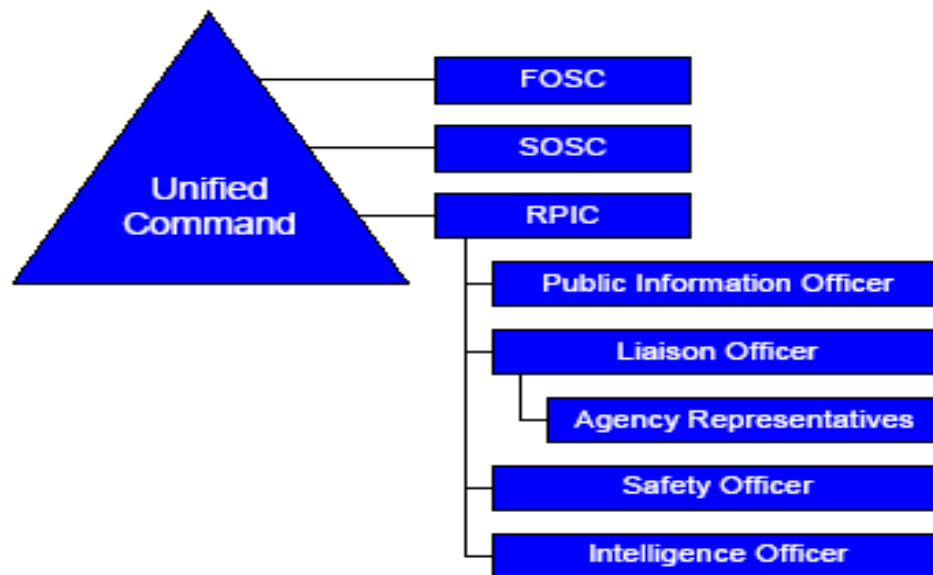 FOSC
SOSC
Unified
Command
RPIC
Public Information Officer
Liaison Officer
Agency Representatives
Safety Officer
Intelligence Officer